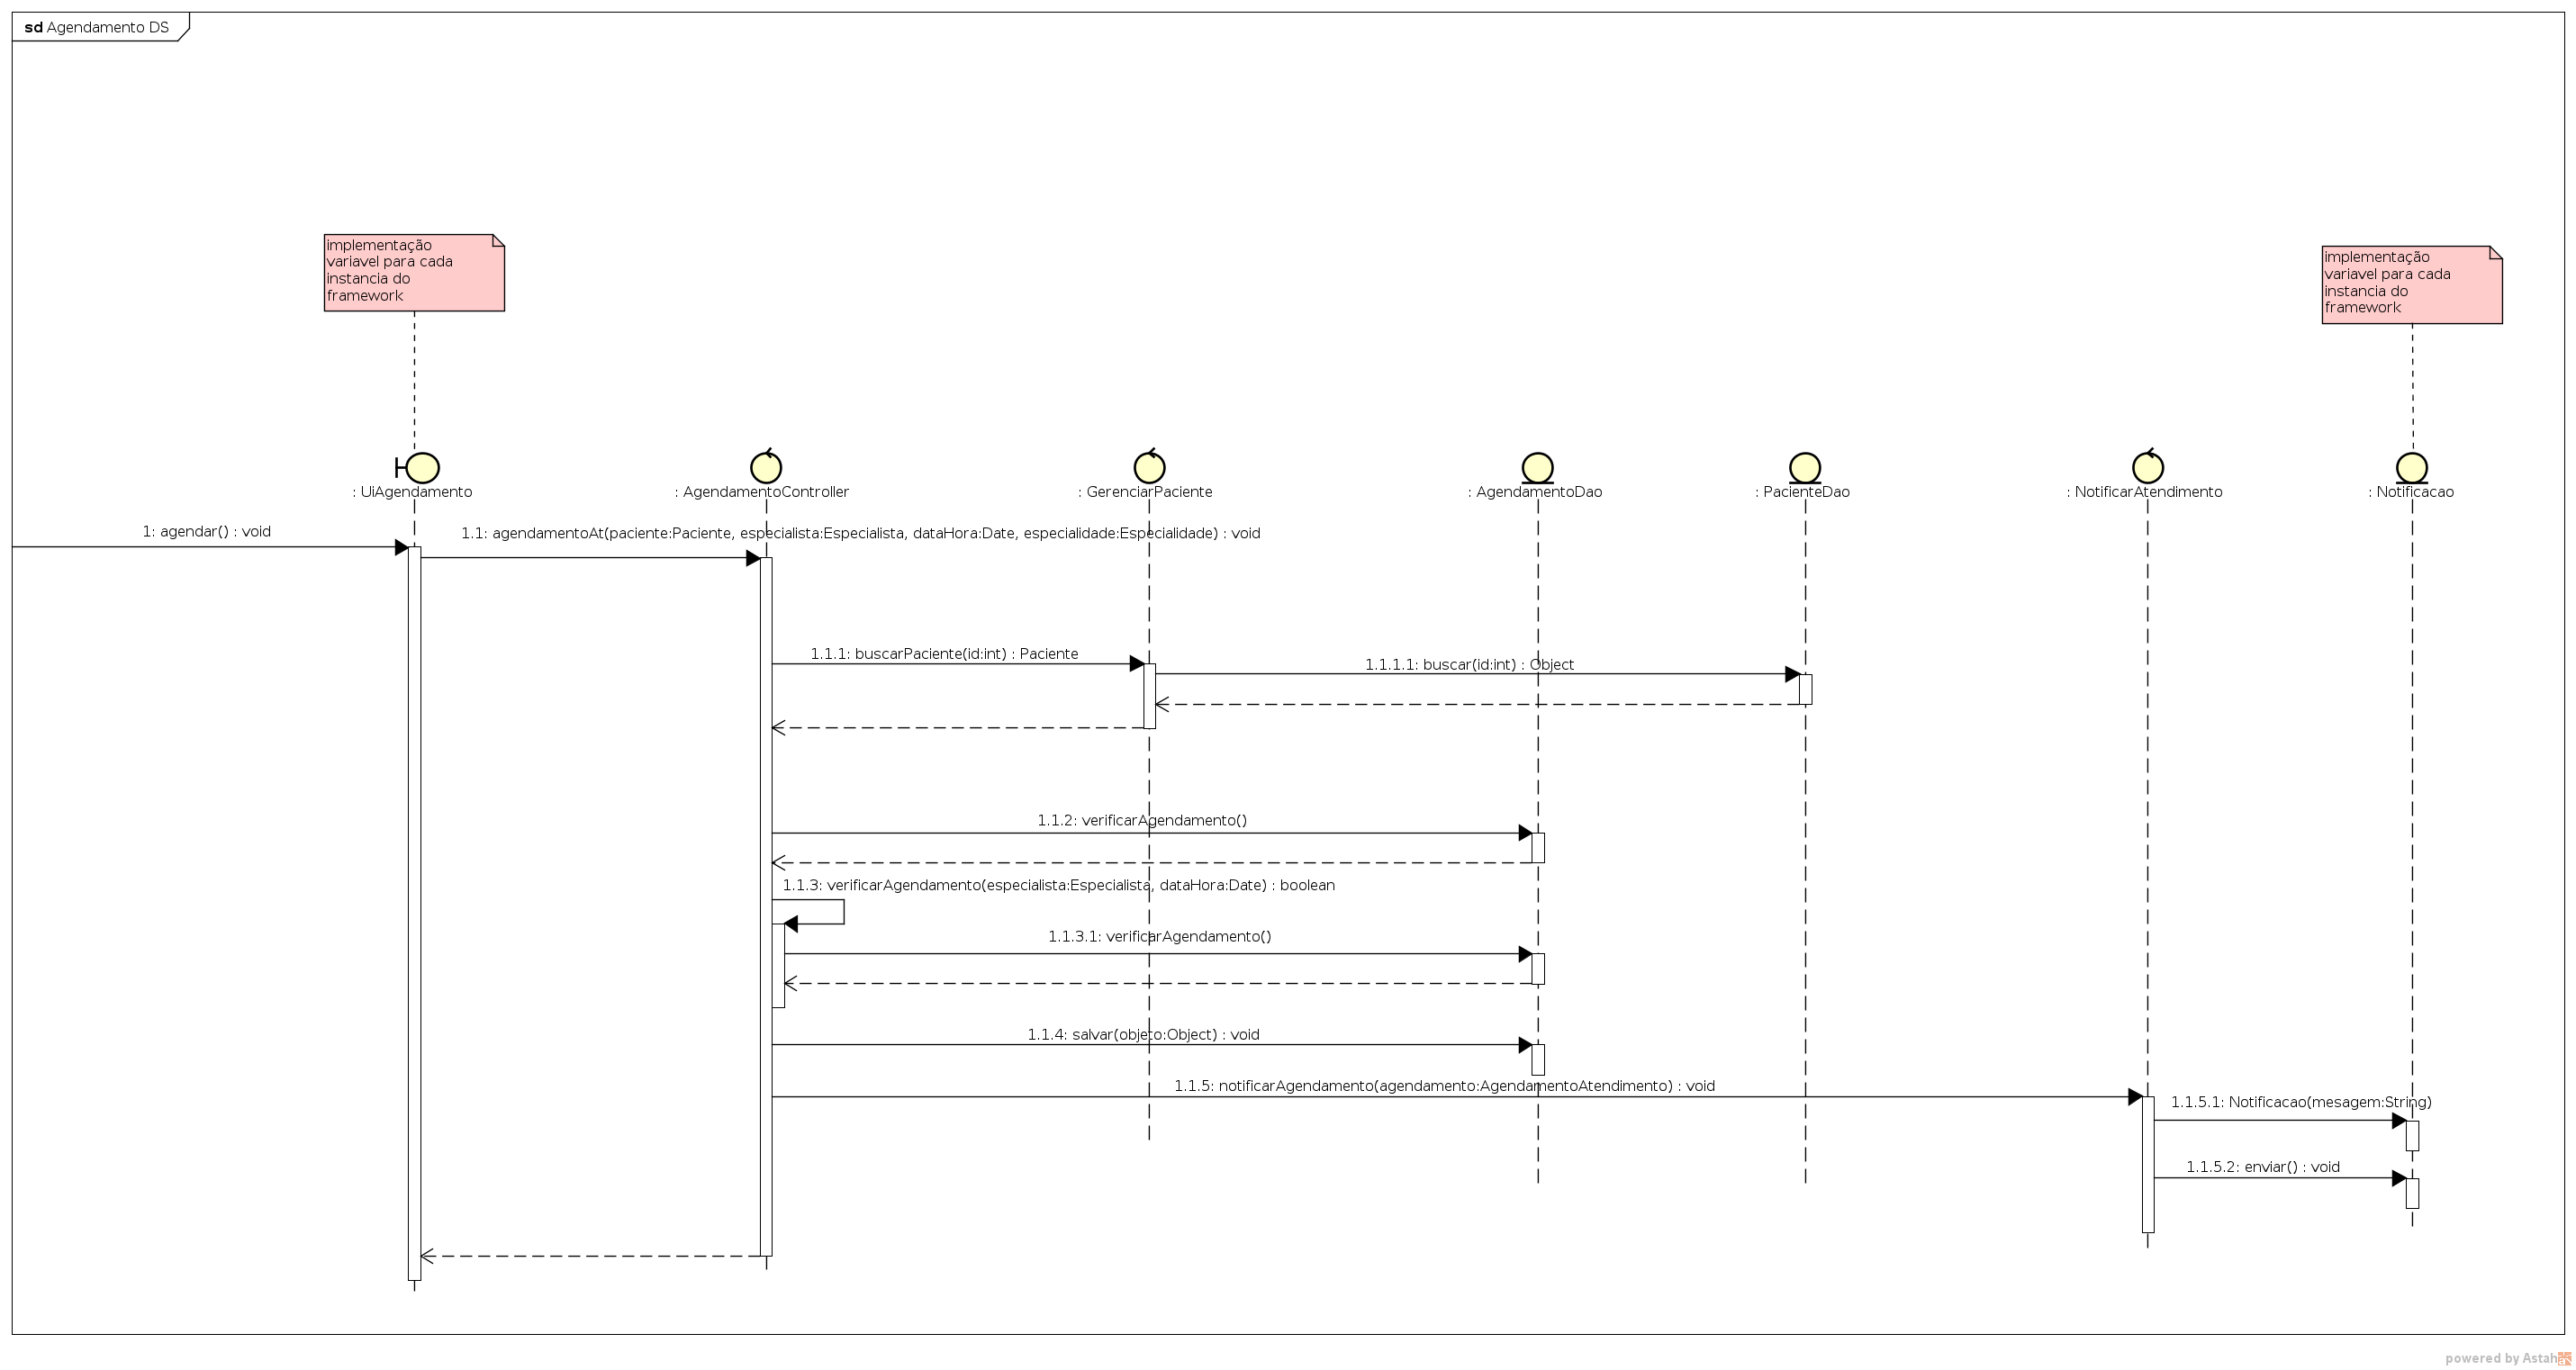 sd Agendamento DS
implementação
variavel para cada
instancia do
framework
implementação
variavel para cada
instancia do
framework
: UiAgendamento
: AgendamentoController
: GerenciarPaciente
: AgendamentoDao
: PacienteDao
: NotificarAtendimento
: Notificacao
1: agendar() : void
1.1: agendamentoAt(paciente:Paciente, especialista:Especialista, dataHora:Date, especialidade:Especialidade) : void
1.1.1: buscarPaciente(id:int) : Paciente
1.1.1.1: buscar(id:int) : Object
1.1.2: verificarAgendamento()
1.1.3: verificarAgendamento(especialista:Especialista, dataHora:Date) : boolean
1.1.3.1: verificarAgendamento()
1.1.4: salvar(objeto:Object) : void
1.1.5: notificarAgendamento(agendamento:AgendamentoAtendimento) : void
1.1.5.1: Notificacao(mesagem:String)
1.1.5.2: enviar() : void
powered by Astah